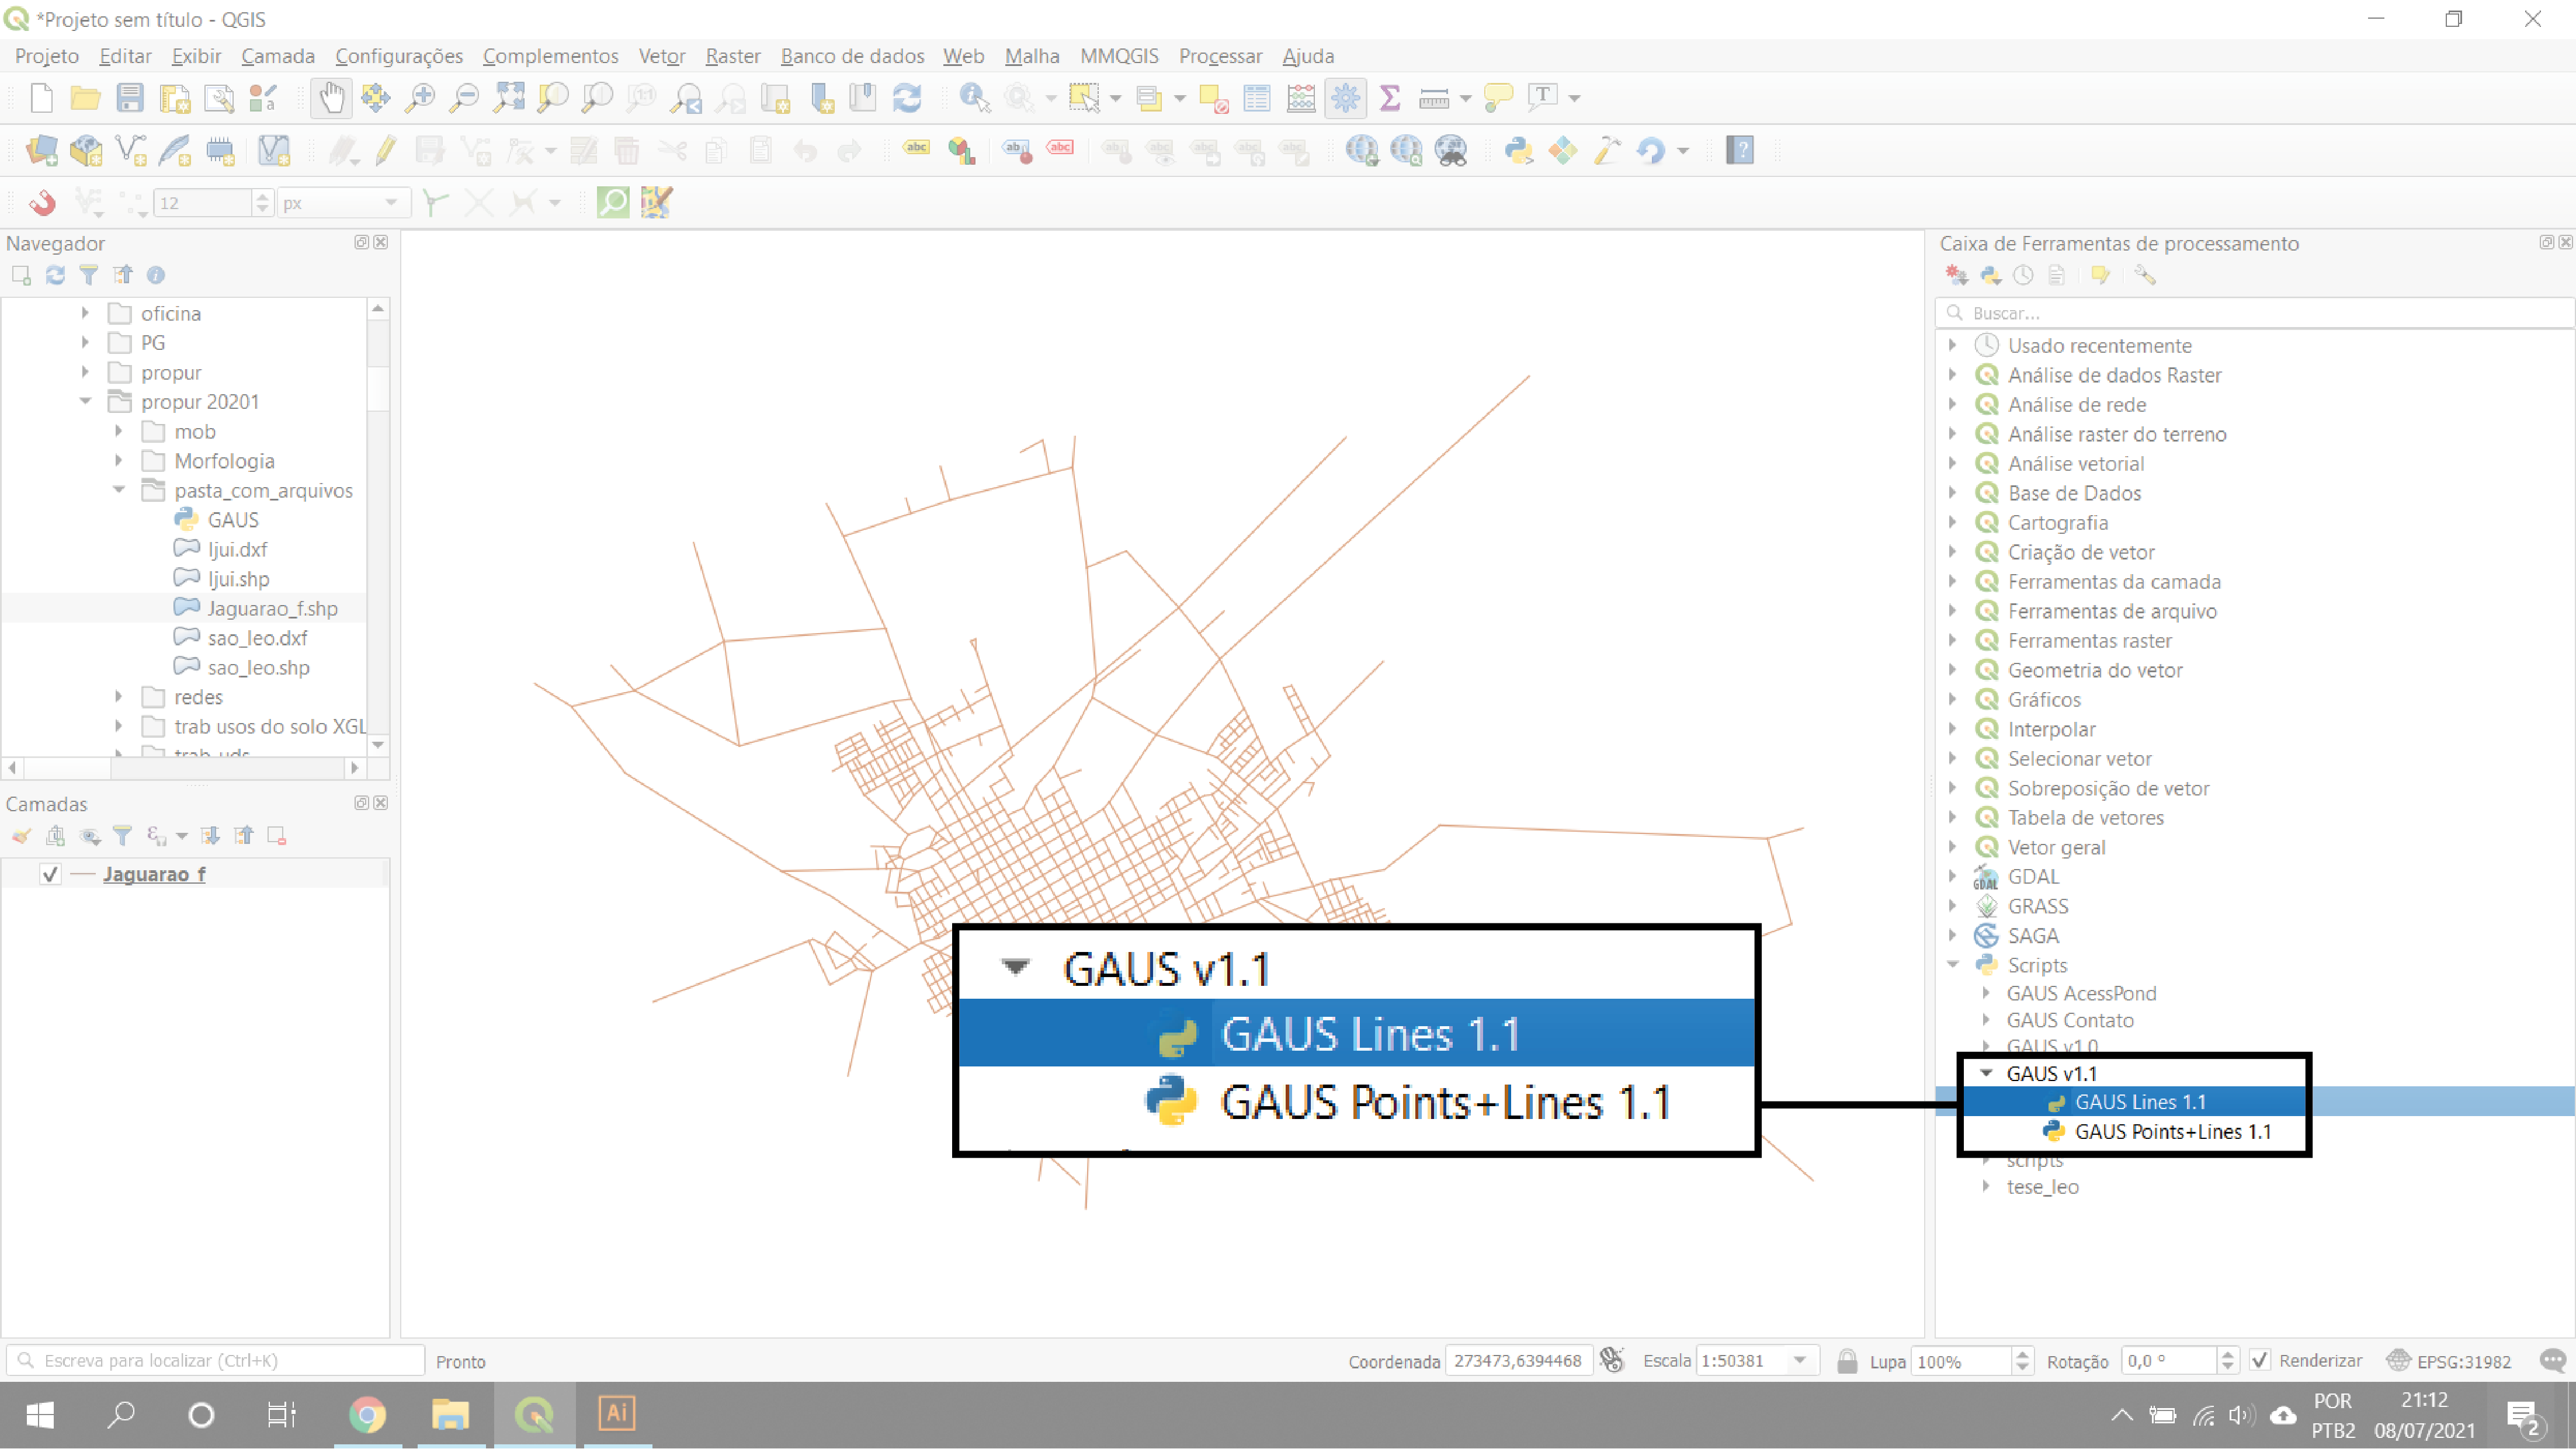 *Projeto sem título - QGIS
Projeto Editar Exibir Camada Configurações Complementos Vetor Raster Banco de dados Web Malha MMQGIS Processar Ajuda
12 px
Navegador
oficina
PG
propur
propur 20201
mob
Morfologia
pasta_com_arquivos
GAUS
Ijui.dxf
Ijui.shp
Jaguarao_f.shp
sao_leo.dxf
sao_leo.shp
redes
trab usos do solo XGL
trab uds
Camadas
Jaguarao f
GAUS v1.1
GAUS Lines 1.1
GAUS Points+Lines 1.1
Caixa de Ferramentas de processamento
Buscar...
Usado recentemente
Análise de dados Raster
Análise de rede
Análise raster do terreno
Análise vetorial
Base de Dados
Cartografia
Criação de vetor
Ferramentas da camada
Ferramentas de arquivo
Ferramentas raster
Geometria do vetor
Gráficos
Interpolar
Selecionar vetor
Sobreposição de vetor
Tabela de vetores
Vetor geral
GDAL
GRASS
SAGA
Scripts
GAUS AcessPond
GAUS Contato
GAUS v1.0
GAUS v1.1
GAUS Lines 1.1
GAUS Points+Lines 1.1
scripts
tese_leo
Escreva para localizar (Ctrl+K) Pronto Coordenada 273473,6394468 Escala 1:50381 Lupa 100% Rotação 0,0 ° Renderizar EPSG:31982
Ai
POR 21:12
PTB2 08/07/2021 2